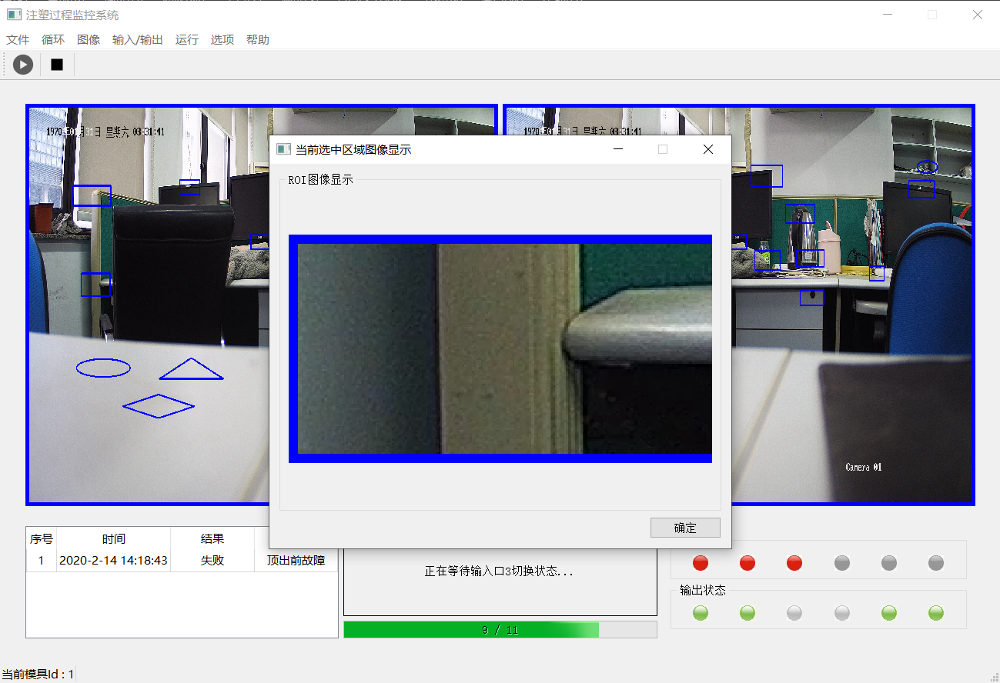 注塑过程监控系统
文件 循环 图像 输入/输出 运行 选项 帮助
1970年01月31日 星期六 03:31:41
1970年01月31日 星期六 03:31:41
当前选中区域图像显示
ROI图像显示
确定
Camera 01
序号 时间 结果
1 2020-2-14 14:18:43 失败 顶出前故障
正在等待输入口3切换状态...
输出状态
9 / 11
当前模具Id : 1